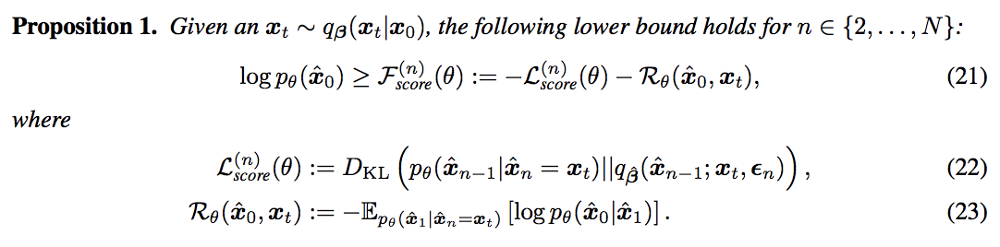 Proposition 1. Given an $\boldsymbol{x}_t \sim q_{\boldsymbol{\beta}}(\boldsymbol{x}_t|\boldsymbol{x}_0)$, the following lower bound holds for $n \in \{2, \ldots, N\}$:
$\log p_\theta(\hat{\boldsymbol{x}}_0) \geq \mathcal{F}^{(n)}_{score}(\theta) := -\mathcal{L}^{(n)}_{score}(\theta) - \mathcal{R}_\theta(\hat{\boldsymbol{x}}_0, \boldsymbol{x}_t),$ (21)
where
$\mathcal{L}^{(n)}_{score}(\theta) := D_{\mathrm{KL}}\left(p_\theta(\hat{\boldsymbol{x}}_{n-1}|\hat{\boldsymbol{x}}_n = \boldsymbol{x}_t)||q_{\hat{\boldsymbol{\beta}}}(\hat{\boldsymbol{x}}_{n-1}; \boldsymbol{x}_t, \boldsymbol{\epsilon}_n)\right),$ (22)
$\mathcal{R}_\theta(\hat{\boldsymbol{x}}_0, \boldsymbol{x}_t) := -\mathbb{E}_{p_\theta(\hat{\boldsymbol{x}}_1|\hat{\boldsymbol{x}}_n = \boldsymbol{x}_t)}\left[\log p_\theta(\hat{\boldsymbol{x}}_0|\hat{\boldsymbol{x}}_1)\right].$ (23)